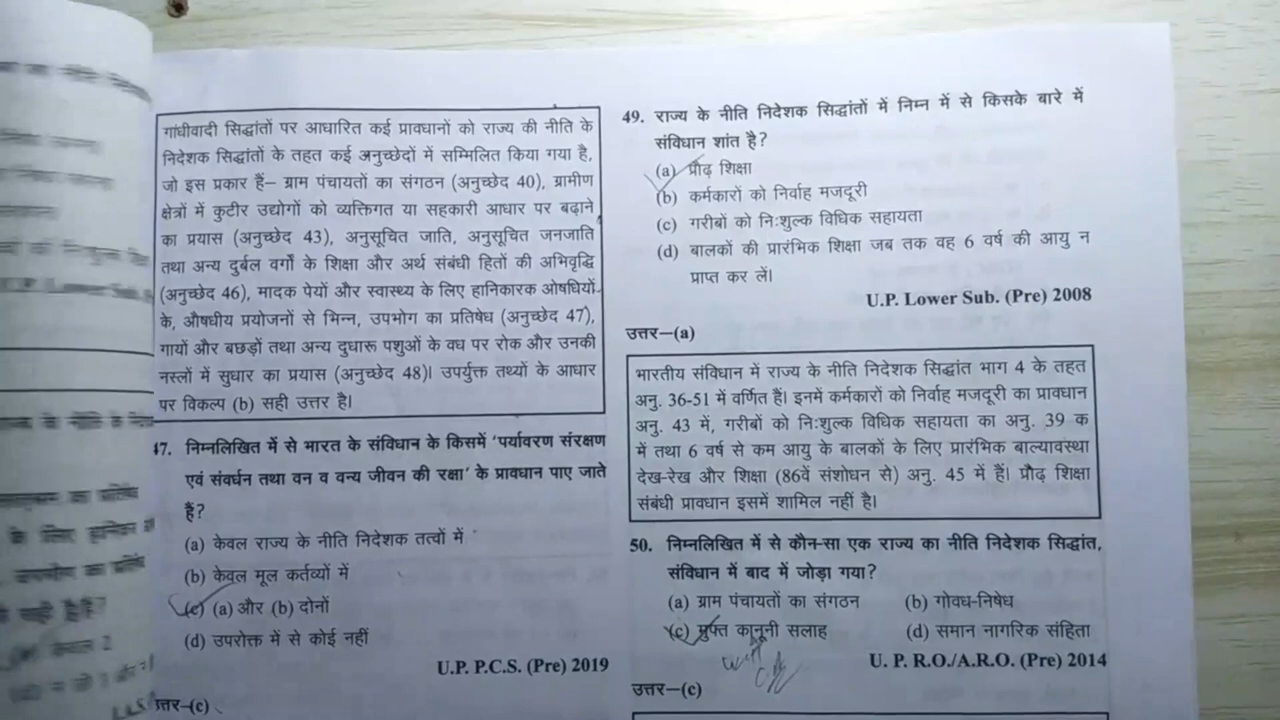 गांधीवादी सिद्धांतों पर आधारित कई प्रावधानों को राज्य की नीति के
निदेशक सिद्धांतों के तहत कई अनुच्छेदों में सम्मिलित किया गया है,
जो इस प्रकार हैं– ग्राम पंचायतों का संगठन (अनुच्छेद 40), ग्रामीण
क्षेत्रों में कुटीर उद्योगों को व्यक्तिगत या सहकारी आधार पर बढ़ाने
का प्रयास (अनुच्छेद 43), अनुसूचित जाति, अनुसूचित जनजाति
तथा अन्य दुर्बल वर्गों के शिक्षा और अर्थ संबंधी हितों की अभिवृद्धि
(अनुच्छेद 46), मादक पेयों और स्वास्थ्य के लिए हानिकारक ओषधियों
के, औषधीय प्रयोजनों से भिन्न, उपभोग का प्रतिषेध (अनुच्छेद 47),
गायों और बछड़ों तथा अन्य दुधारू पशुओं के वध पर रोक और उनकी
नस्लों में सुधार का प्रयास (अनुच्छेद 48)। उपर्युक्त तथ्यों के आधार
पर विकल्प (b) सही उत्तर है।
47. निम्नलिखित में से भारत के संविधान के किसमें 'पर्यावरण संरक्षण
एवं संवर्धन तथा वन व वन्य जीवन की रक्षा' के प्रावधान पाए जाते
हैं?
(a) केवल राज्य के नीति निदेशक तत्वों में
(b) केवल मूल कर्तव्यों में
(c) (a) और (b) दोनों
(d) उपरोक्त में से कोई नहीं
U.P. P.C.S. (Pre) 2019
उत्तर–(c)
49. राज्य के नीति निदेशक सिद्धांतों में निम्न में से किसके बारे में
संविधान शांत है?
(a) प्रौढ़ शिक्षा
(b) कर्मकारों को निर्वाह मजदूरी
(c) गरीबों को निःशुल्क विधिक सहायता
(d) बालकों की प्रारंभिक शिक्षा जब तक वह 6 वर्ष की आयु न
प्राप्त कर लें।
U.P. Lower Sub. (Pre) 2008
उत्तर–(a)
भारतीय संविधान में राज्य के नीति निदेशक सिद्धांत भाग 4 के तहत
अनु. 36-51 में वर्णित हैं। इनमें कर्मकारों को निर्वाह मजदूरी का प्रावधान
अनु. 43 में, गरीबों को निःशुल्क विधिक सहायता का अनु. 39 क
में तथा 6 वर्ष से कम आयु के बालकों के लिए प्रारंभिक बाल्यावस्था
देख-रेख और शिक्षा (86वें संशोधन से) अनु. 45 में हैं। प्रौढ़ शिक्षा
संबंधी प्रावधान इसमें शामिल नहीं है।
50. निम्नलिखित में से कौन-सा एक राज्य का नीति निदेशक सिद्धांत,
संविधान में बाद में जोड़ा गया?
(a) ग्राम पंचायतों का संगठन (b) गोवध-निषेध
(c) मुफ्त कानूनी सलाह (d) समान नागरिक संहिता
U. P. R.O./A.R.O. (Pre) 2014
उत्तर–(c)